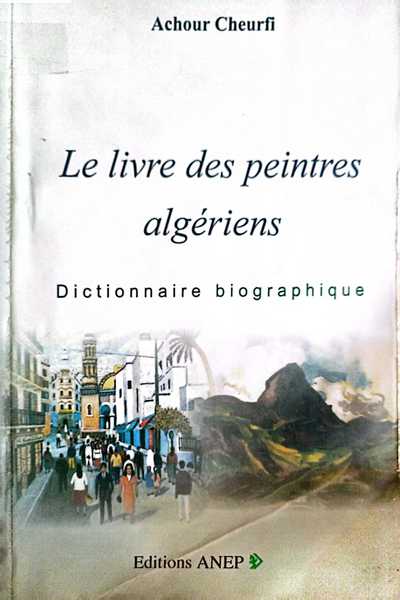 Achour Cheurfi
Le livre des peintres
algériens
Dictionnaire biographique
Editions ANEP